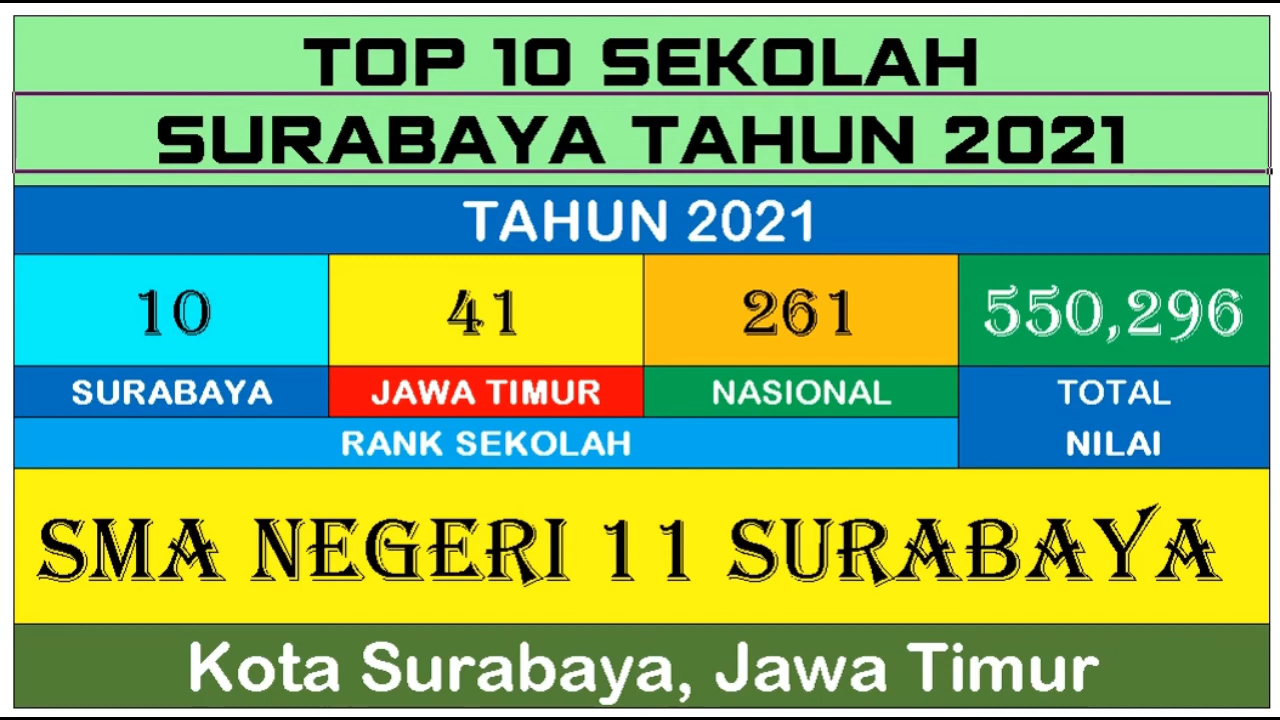 TOP 10 SEKOLAH
SURABAYA TAHUN 2021
TAHUN 2021
10 41 261 550,296
SURABAYA JAWA TIMUR NASIONAL TOTAL
RANK SEKOLAH NILAI
SMA NEGERI 11 SURABAYA
Kota Surabaya, Jawa Timur